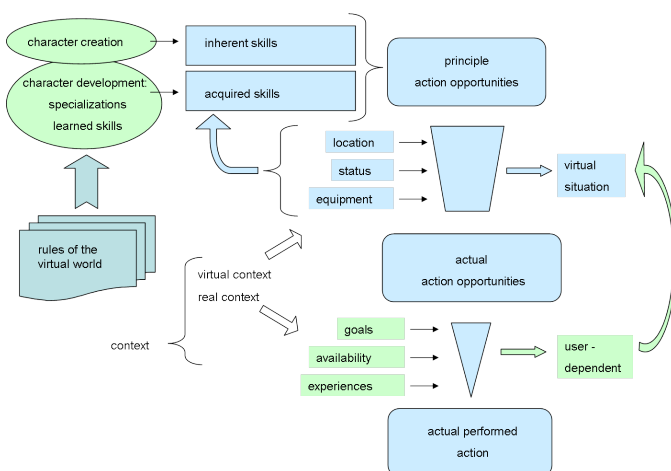 character creation
inherent skills
principle
action opportunities
character development:
specializations
learned skills
acquired skills
location
status
equipment
virtual
situation
rules of the
virtual world
virtual context
real context
context
actual
action opportunities
goals
availability
experiences
user -
dependent
actual performed
action